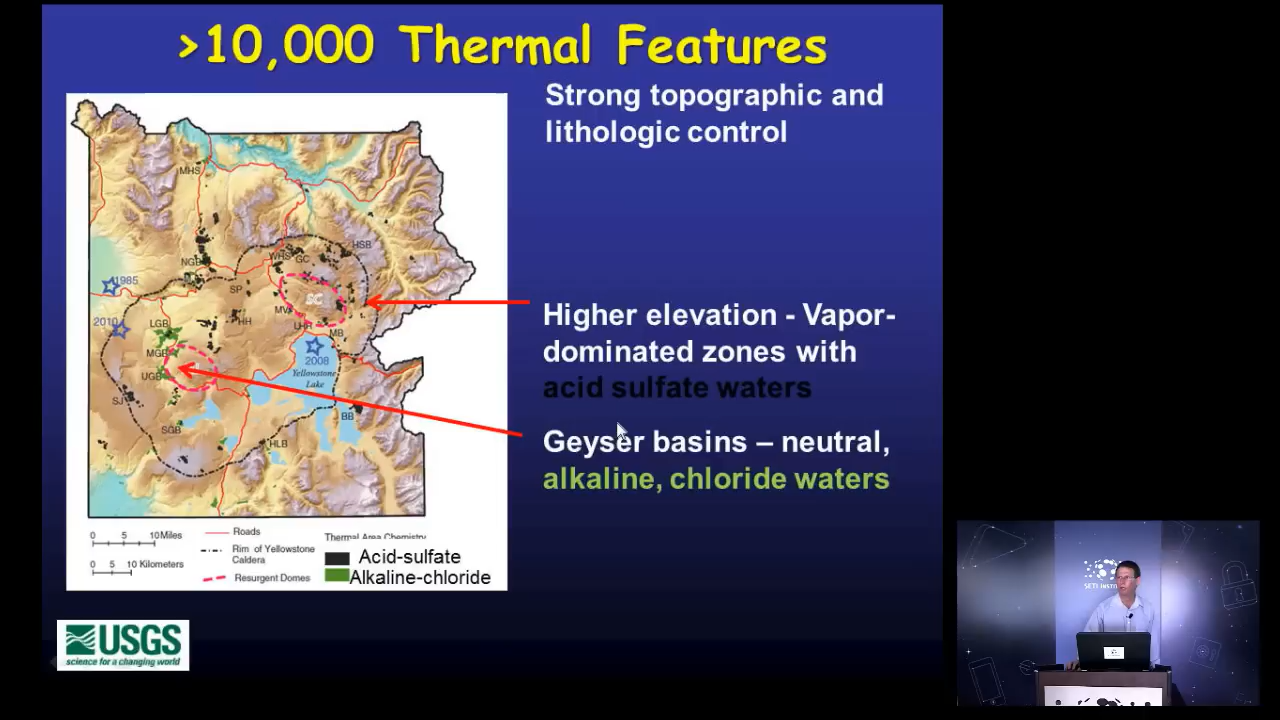 >10,000 Thermal Features
Strong topographic and
lithologic control
MHS
HSB
WHS
GC
NGB
1985
SP
SC
2010
MV
HH
LGB
LHR
MB
MGB
2008
UGB
Yellowstone
Lake
SJ
BB
SGB
HLB
Higher elevation - Vapor-
dominated zones with
acid sulfate waters
Geyser basins – neutral,
alkaline, chloride waters
0 5 10 Miles
0 5 10 Kilometers
Roads
Rim of Yellowstone
Caldera
Resurgent Domes
Thermal Area Chemistry
Acid-sulfate
Alkaline-chloride
USGS
science for a changing world